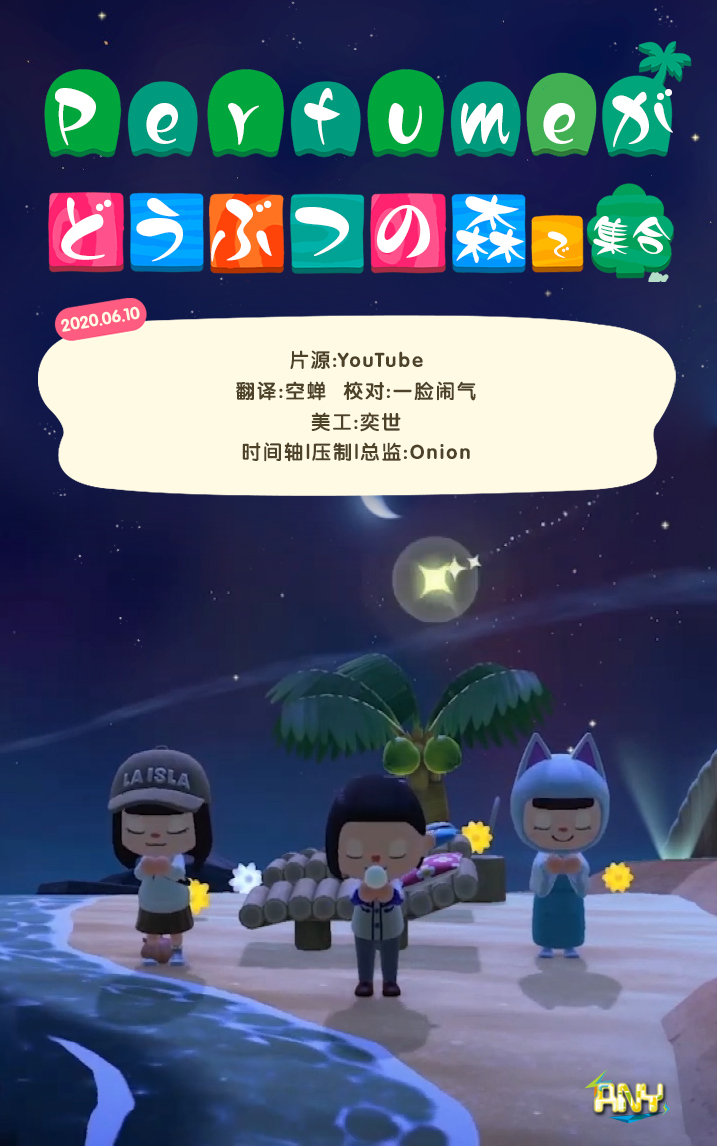 Perfumeが
どうぶつの森で集合
2020.06.10
片源:YouTube
翻译:空蝉 校对:一脸闹气
美工:奕世
时间轴|压制|总监:Onion
LA ISLA
ANY